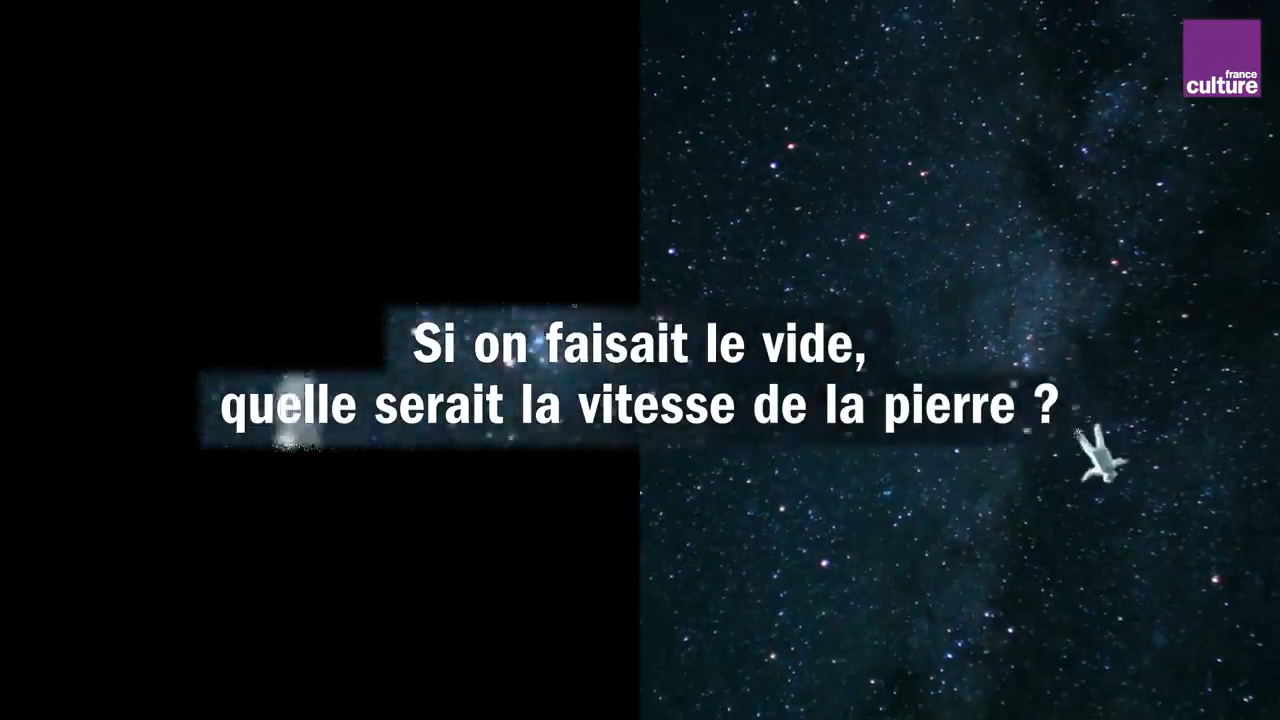 france
culture
Si on faisait le vide,
quelle serait la vitesse de la pierre ?